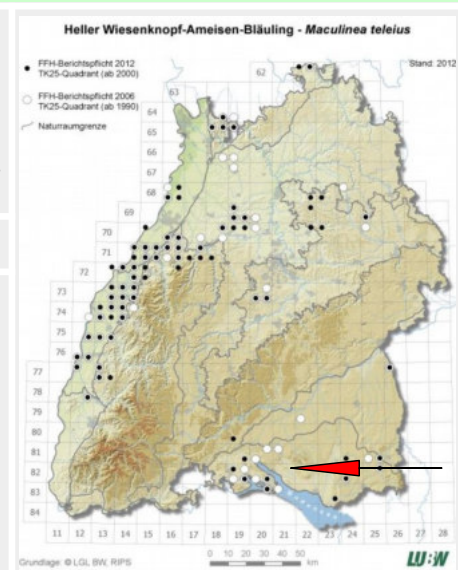 Heller Wiesenknopf-Ameisen-Bläuling - Maculinea teleius
FFH-Berichtspflicht 2012
TK25-Quadrant (ab 2000)
Stand: 2012
FFH-Berichtspflicht 2006
TK25-Quadrant (ab 1990)
Naturraumgrenze
62
63
64
65
66
67
68
69
70
71
72
73
74
75
76
77
78
79
80
81
82
83
84
11 12 13 14 15 16 17 18 19 20 21 22 23 24 25 26 27 28
Grundlage: © LGL BW, RIPS
0 10 20 30 40 50
km
LUBW